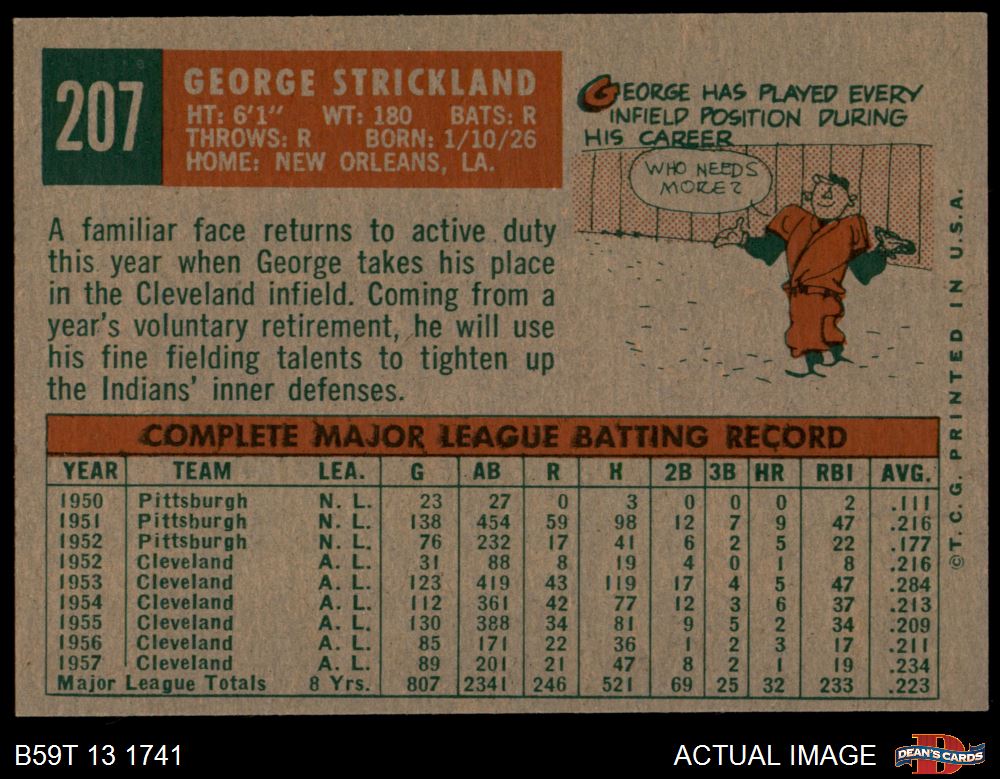 207
GEORGE STRICKLAND
HT: 6'1" WT: 180 BATS: R
THROWS: R BORN: 1/10/26
HOME: NEW ORLEANS, LA.
GEORGE HAS PLAYED EVERY
INFIELD POSITION DURING
HIS CAREER
WHO NEEDS
MORE?
A familiar face returns to active duty
this year when George takes his place
in the Cleveland infield. Coming from a
year's voluntary retirement, he will use
his fine fielding talents to tighten up
the Indians' inner defenses.
COMPLETE MAJOR LEAGUE BATTING RECORD
YEAR TEAM LEA. G AB R H 2B 3B HR RBI AVG.
1950 Pittsburgh N. L. 23 27 0 3 0 0 0 2 .111
1951 Pittsburgh N. L. 138 454 59 98 12 7 9 47 .216
1952 Pittsburgh N. L. 76 232 17 41 6 2 5 22 .177
1952 Cleveland A. L. 31 88 8 19 4 0 1 8 .216
1953 Cleveland A. L. 123 419 43 119 17 4 5 47 .284
1954 Cleveland A. L. 112 361 42 77 12 3 6 37 .213
1955 Cleveland A. L. 130 388 34 81 9 5 2 34 .209
1956 Cleveland A. L. 85 171 22 36 1 2 3 17 .211
1957 Cleveland A. L. 89 201 21 47 8 2 1 19 .234
Major League Totals 8 Yrs. 807 2341 246 521 69 25 32 233 .223
© T. C. G. PRINTED IN U.S.A.
B59T 13 1741
ACTUAL IMAGE
DEAN'S CARDS